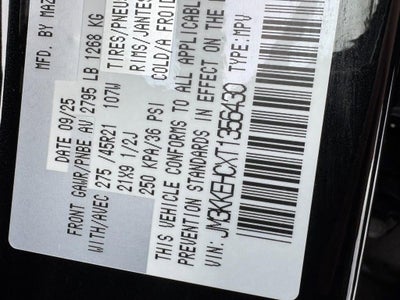 MFD. BY MAZ
DATE 09/25
FRONT GAWR/PNBE AV 2795 LB 1268 KG
WITH/AVEC 275 /45R21 107W TIRES/PNEU
21X9 1/2J RIMS/JANTES
250 KPA/36 PSI COLD/A FROID
THIS VEHICLE CONFORMS TO ALL APPLICABL
PREVENTION STANDARDS IN EFFECT ON THE
VIN: JM3KKEHCXT1356430 TYPE: MPV